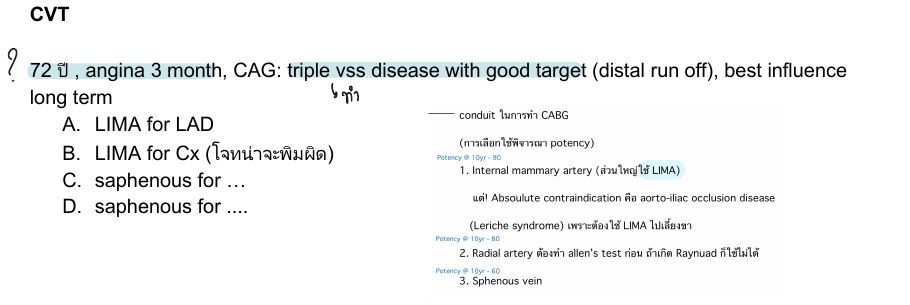 CVT
? 72 ปี , angina 3 month, CAG: triple vss disease with good target (distal run off), best influence
long term
↳ ทำ
A. LIMA for LAD
B. LIMA for Cx (โจทน่าจะพิมผิด)
C. saphenous for ...
D. saphenous for ....
conduit ในการทำ CABG
(การเลือกใช้พิจารณา potency)
Potency @ 10yr - 90
1. Internal mammary artery (ส่วนใหญ่ใช้ LIMA)
แต่! Absoulute contraindication คือ aorto-iliac occlusion disease
(Leriche syndrome) เพราะต้องใช้ LIMA ไปเลี้ยงขา
Potency @ 10yr - 80
2. Radial artery ต้องทำ allen's test ก่อน ถ้าเกิด Raynuad ก็ใช้ไม่ได้
Potency @ 10yr - 60
3. Sphenous vein